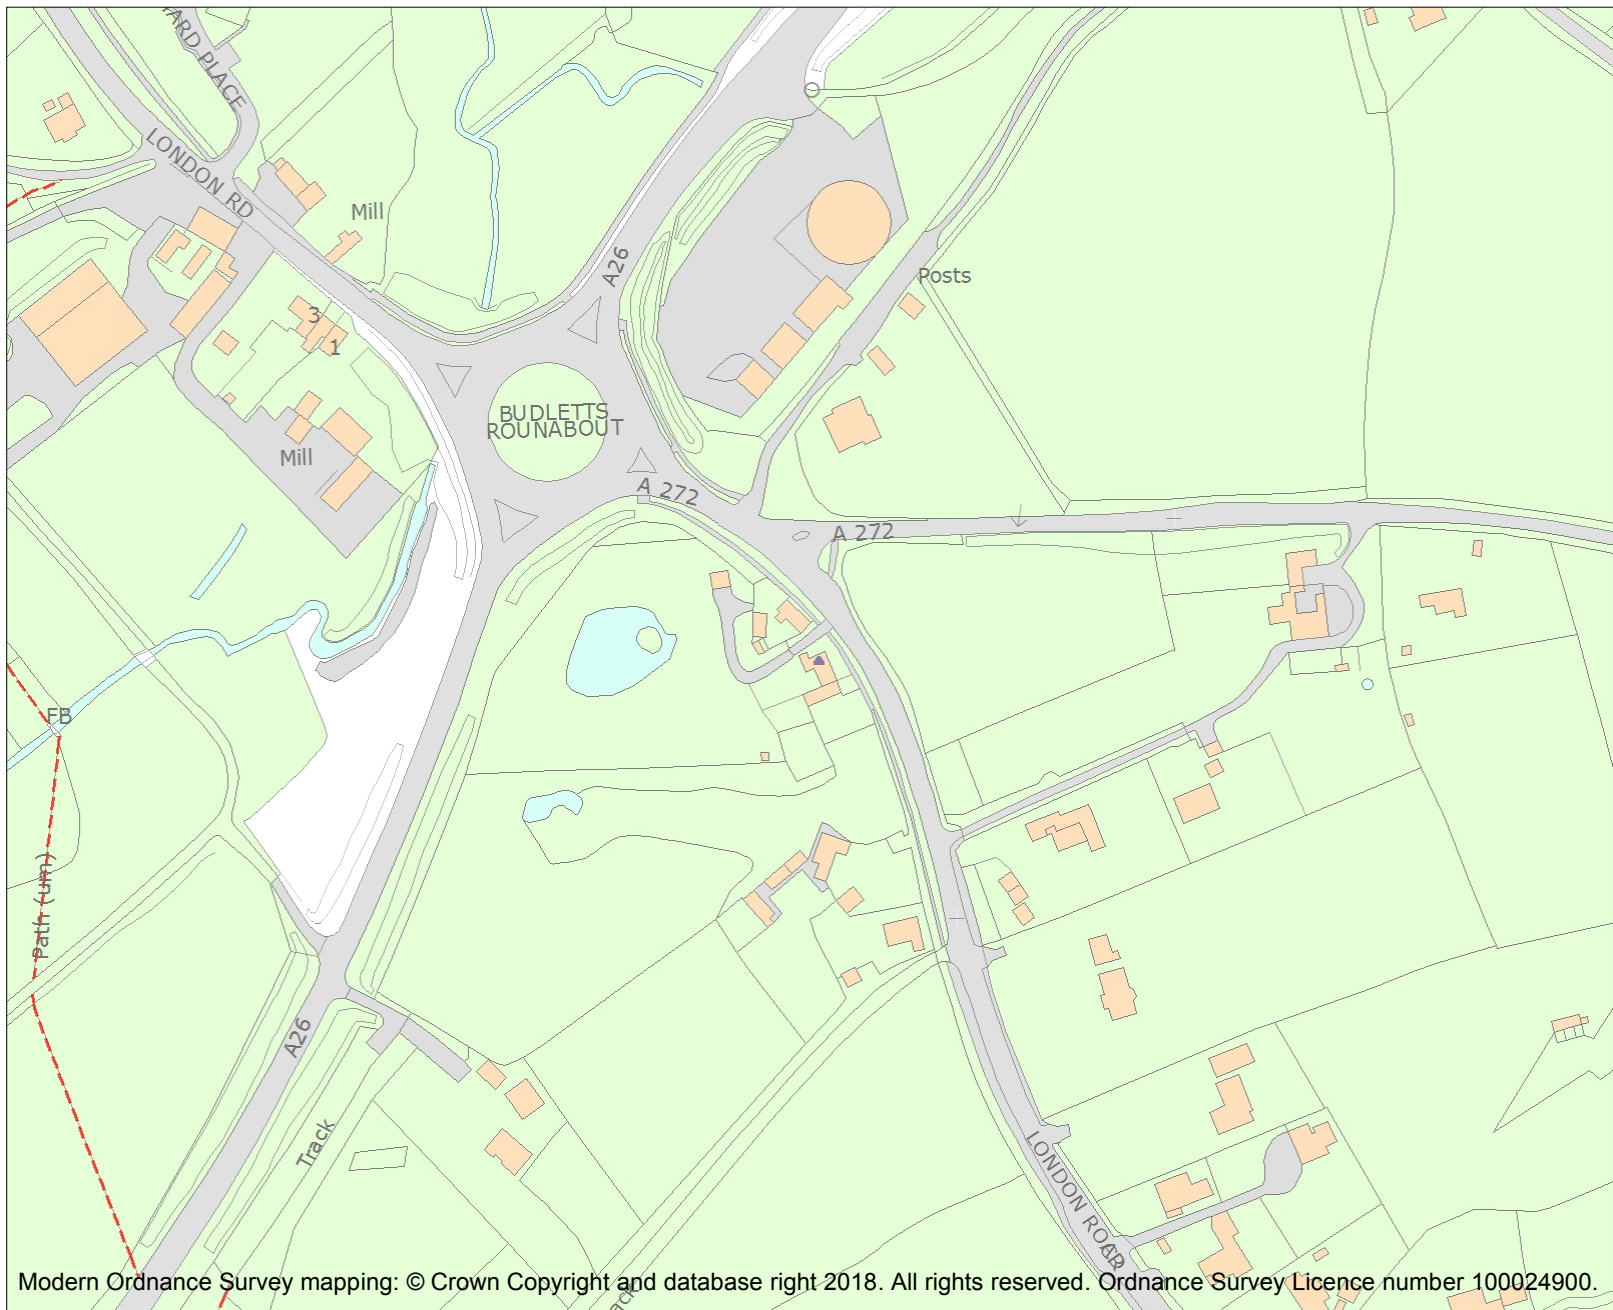 ARD PLACE
LONDON RD
Mill
A26
Posts
3
1
BUDLETTS
ROUNABOUT
Mill
A 272
A 272
FB
Path (um)
A26
Track
LONDON ROAD
Modern Ordnance Survey mapping: © Crown Copyright and database right 2018. All rights reserved. Ordnance Survey Licence number 100024900.